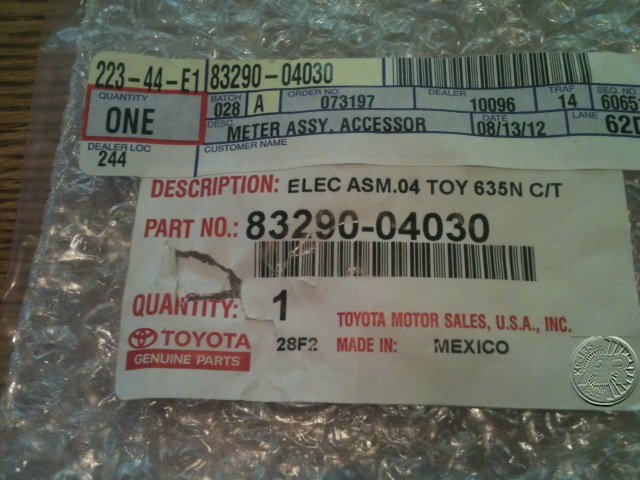 223-44-E1 83290-04030
QUANTITY BATCH ORDER NO. DEALER TRAF. SEQ. NO
ONE 028 A 073197 10096 14 6065
DESC. METER ASSY, ACCESSOR DATE 08/13/12 LANE 62D
DEALER LOC CUSTOMER NAME
244
DESCRIPTION: ELEC ASM.04 TOY 635N C/T
PART NO.: 83290-04030
QUANTITY: 1
TOYOTA MOTOR SALES, U.S.A., INC.
TOYOTA
28F2 MADE IN: MEXICO
GENUINE PARTS